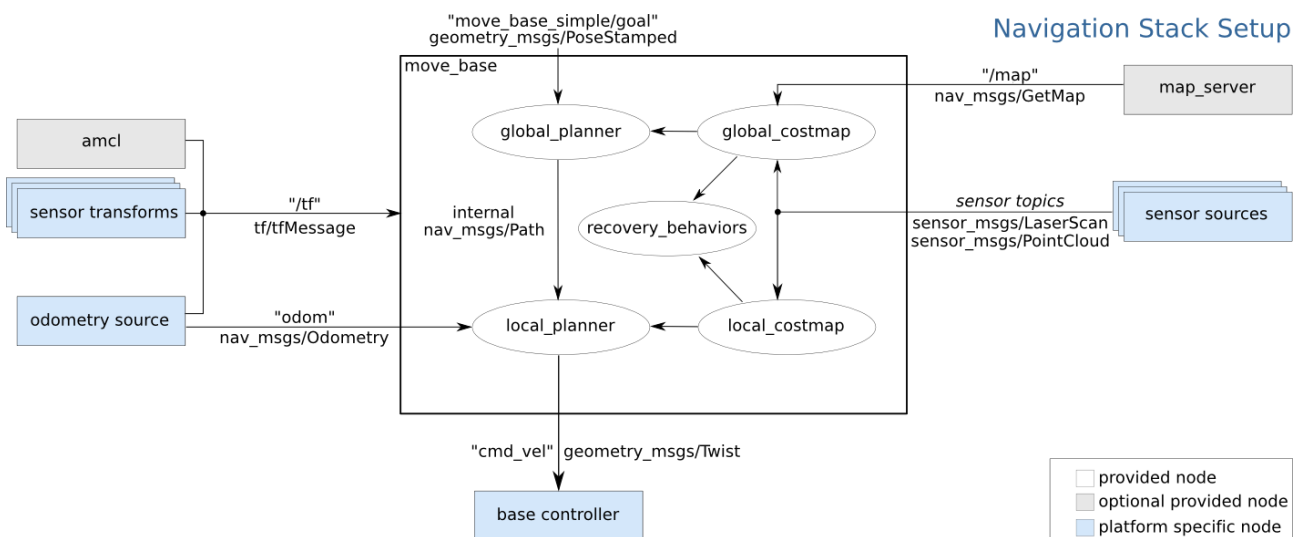 Navigation Stack Setup
"move_base_simple/goal"
geometry_msgs/PoseStamped
move_base
"/map"
nav_msgs/GetMap
map_server
global_planner
global_costmap
amcl
sensor transforms
"/tf"
tf/tfMessage
internal
nav_msgs/Path
recovery_behaviors
sensor topics
sensor_msgs/LaserScan
sensor_msgs/PointCloud
sensor sources
odometry source
"odom"
nav_msgs/Odometry
local_planner
local_costmap
"cmd_vel" geometry_msgs/Twist
base controller
provided node
optional provided node
platform specific node